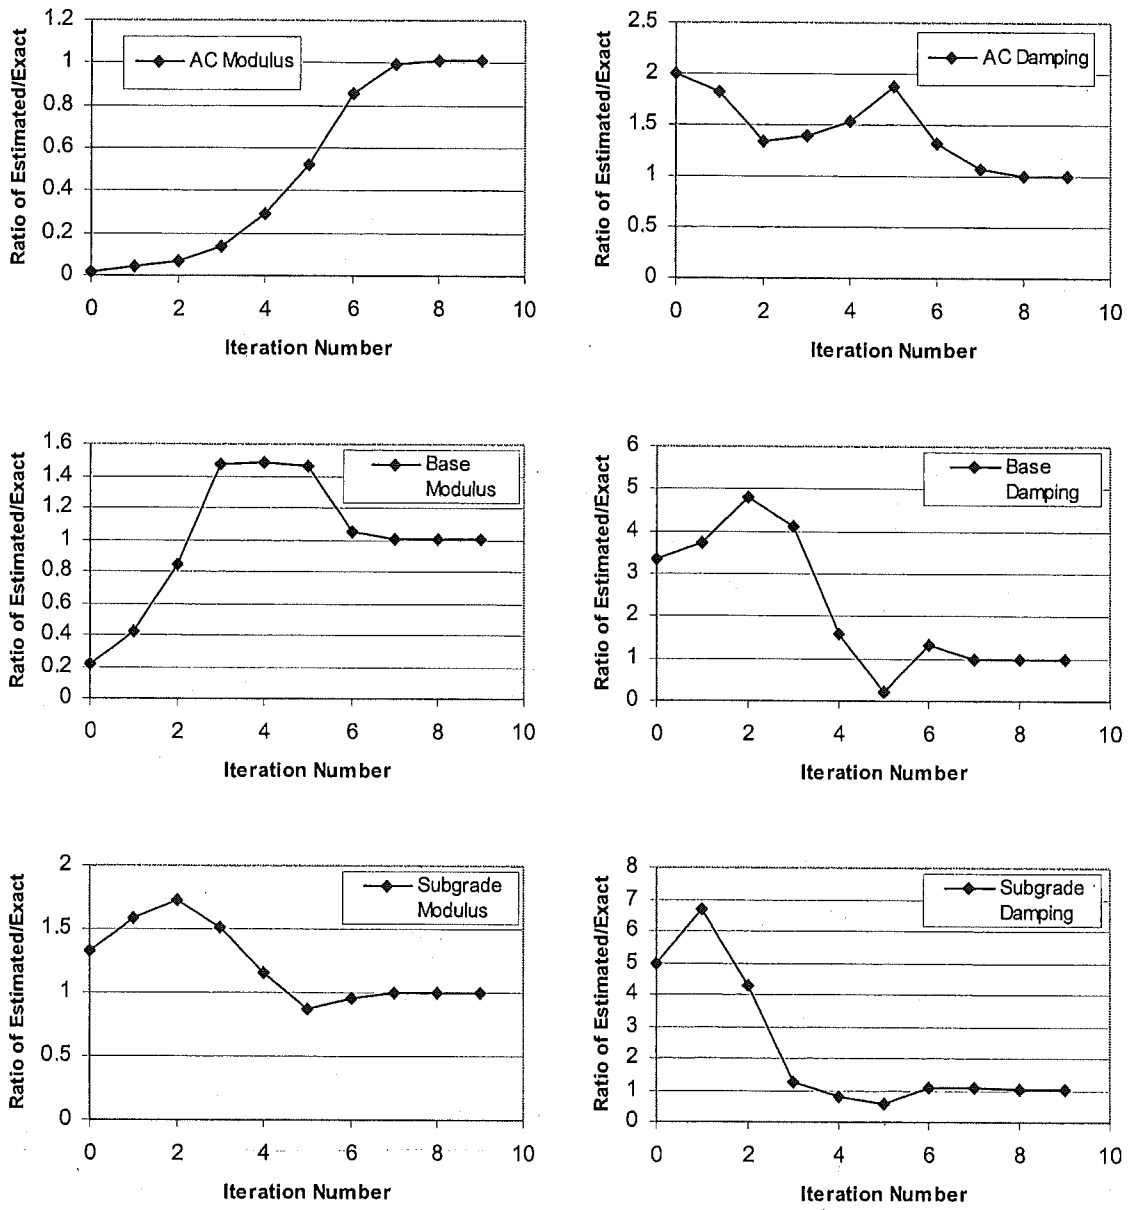 Ratio of Estimated/Exact
1.2
1
0.8
0.6
0.4
0.2
0
AC Modulus
0 2 4 6 8 10
Iteration Number
Ratio of Estimated/Exact
2.5
2
1.5
1
0.5
0
AC Damping
0 2 4 6 8 10
Iteration Number
Ratio of Estimated/Exact
1.6
1.4
1.2
1
0.8
0.6
0.4
0.2
0
Base
Modulus
0 2 4 6 8 10
Iteration Number
Ratio of Estimated/Exact
6
5
4
3
2
1
0
Base
Damping
0 2 4 6 8 10
Iteration Number
Ratio of Estimated/Exact
2
1.5
1
0.5
0
Subgrade
Modulus
0 2 4 6 8 10
Iteration Number
Ratio of Estimated/Exact
8
7
6
5
4
3
2
1
0
Subgrade
Damping
0 2 4 6 8 10
Iteration Number